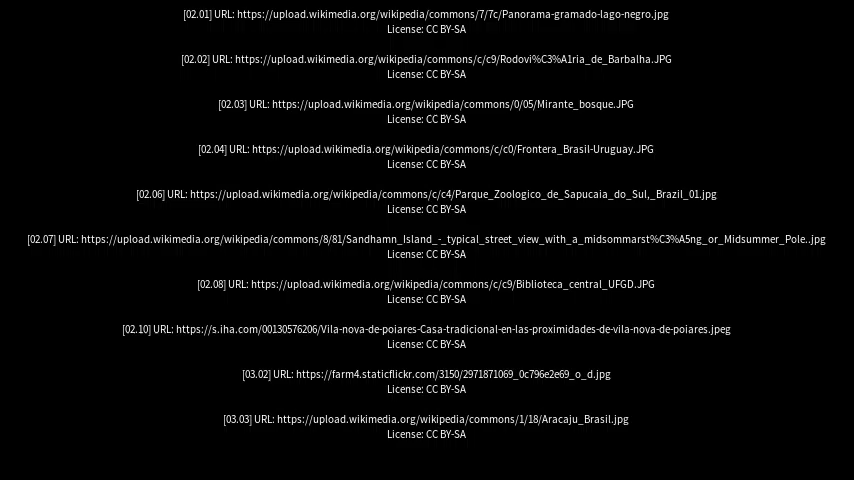 [02.01] URL: https://upload.wikimedia.org/wikipedia/commons/7/7c/Panorama-gramado-lago-negro.jpg
License: CC BY-SA
[02.02] URL: https://upload.wikimedia.org/wikipedia/commons/c/c9/Rodovi%C3%A1ria_de_Barbalha.JPG
License: CC BY-SA
[02.03] URL: https://upload.wikimedia.org/wikipedia/commons/0/05/Mirante_bosque.JPG
License: CC BY-SA
[02.04] URL: https://upload.wikimedia.org/wikipedia/commons/c/c0/Frontera_Brasil-Uruguay.JPG
License: CC BY-SA
[02.06] URL: https://upload.wikimedia.org/wikipedia/commons/c/c4/Parque_Zoologico_de_Sapucaia_do_Sul,_Brazil_01.jpg
License: CC BY-SA
[02.07] URL: https://upload.wikimedia.org/wikipedia/commons/8/81/Sandhamn_Island_-_typical_street_view_with_a_midsommarst%C3%A5ng_or_Midsummer_Pole..jpg
License: CC BY-SA
[02.08] URL: https://upload.wikimedia.org/wikipedia/commons/c/c9/Biblioteca_central_UFGD.JPG
License: CC BY-SA
[02.10] URL: https://s.iha.com/00130576206/Vila-nova-de-poiares-Casa-tradicional-en-las-proximidades-de-vila-nova-de-poiares.jpeg
License: CC BY-SA
[03.02] URL: https://farm4.staticflickr.com/3150/2971871069_0c796e2e69_o_d.jpg
License: CC BY-SA
[03.03] URL: https://upload.wikimedia.org/wikipedia/commons/1/18/Aracaju_Brasil.jpg
License: CC BY-SA